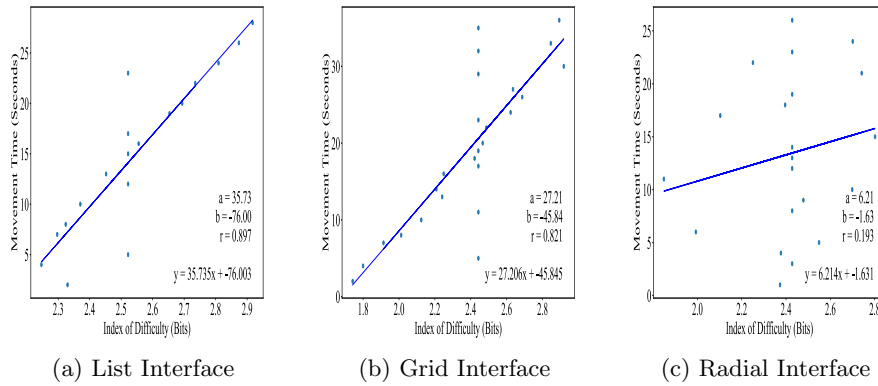 Movement Time (Seconds)
25
20
15
10
5
a = 35.73
b = -76.00
r = 0.897
y = 35.735x + -76.003
2.3 2.4 2.5 2.6 2.7 2.8 2.9
Index of Difficulty (Bits)
(a) List Interface
Movement Time (Seconds)
30
20
10
0
a = 27.21
b = -45.84
r = 0.821
y = 27.206x + -45.845
1.8 2.0 2.2 2.4 2.6 2.8
Index of Difficulty (Bits)
(b) Grid Interface
Movement Time (Seconds)
25
20
15
10
5
0
a = 6.21
b = -1.63
r = 0.193
y = 6.214x + -1.631
2.0 2.2 2.4 2.6 2.8
Index of Difficulty (Bits)
(c) Radial Interface